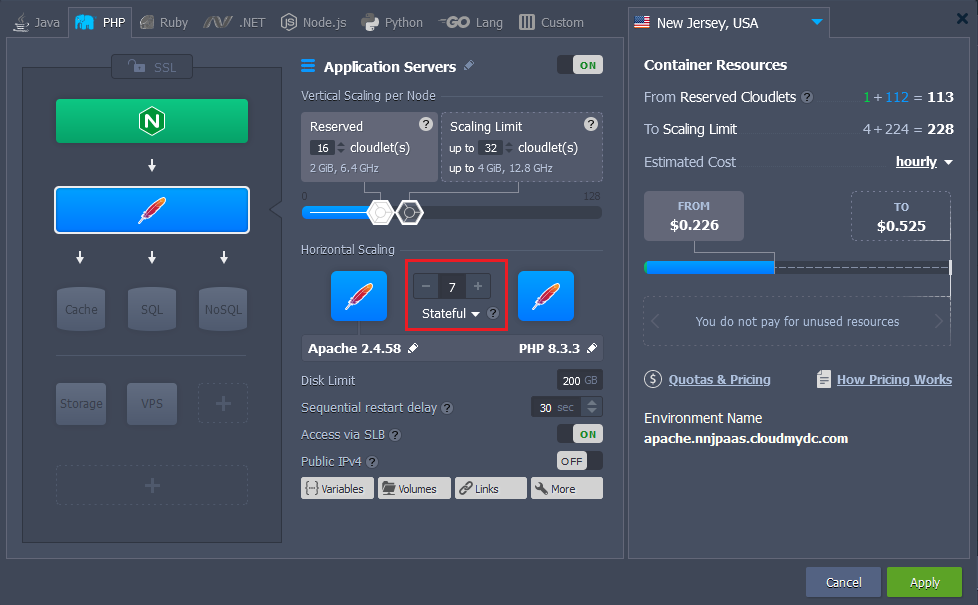 Java
PHP
Ruby
.NET
Node.js
Python
GO Lang
Custom
New Jersey, USA
SSL
N
Cache
SQL
NoSQL
Storage
VPS
Application Servers
ON
Vertical Scaling per Node
Reserved ?
16 cloudlet(s)
2 GiB, 6.4 GHz
Scaling Limit ?
up to 32 cloudlet(s)
up to 4 GiB, 12.8 GHz
0
128
Horizontal Scaling
7
Stateful ?
Apache 2.4.58
PHP 8.3.3
Disk Limit
200 GB
Sequential restart delay ?
30 sec
Access via SLB ?
ON
Public IPv4 ?
OFF
Variables
Volumes
Links
More
Container Resources
From Reserved Cloudlets ? 1 + 112 = 113
To Scaling Limit 4 + 224 = 228
Estimated Cost hourly
FROM
$0.226
TO
$0.525
You do not pay for unused resources
$ Quotas & Pricing
How Pricing Works
Environment Name
apache.nnjpaas.cloudmydc.com
Cancel
Apply